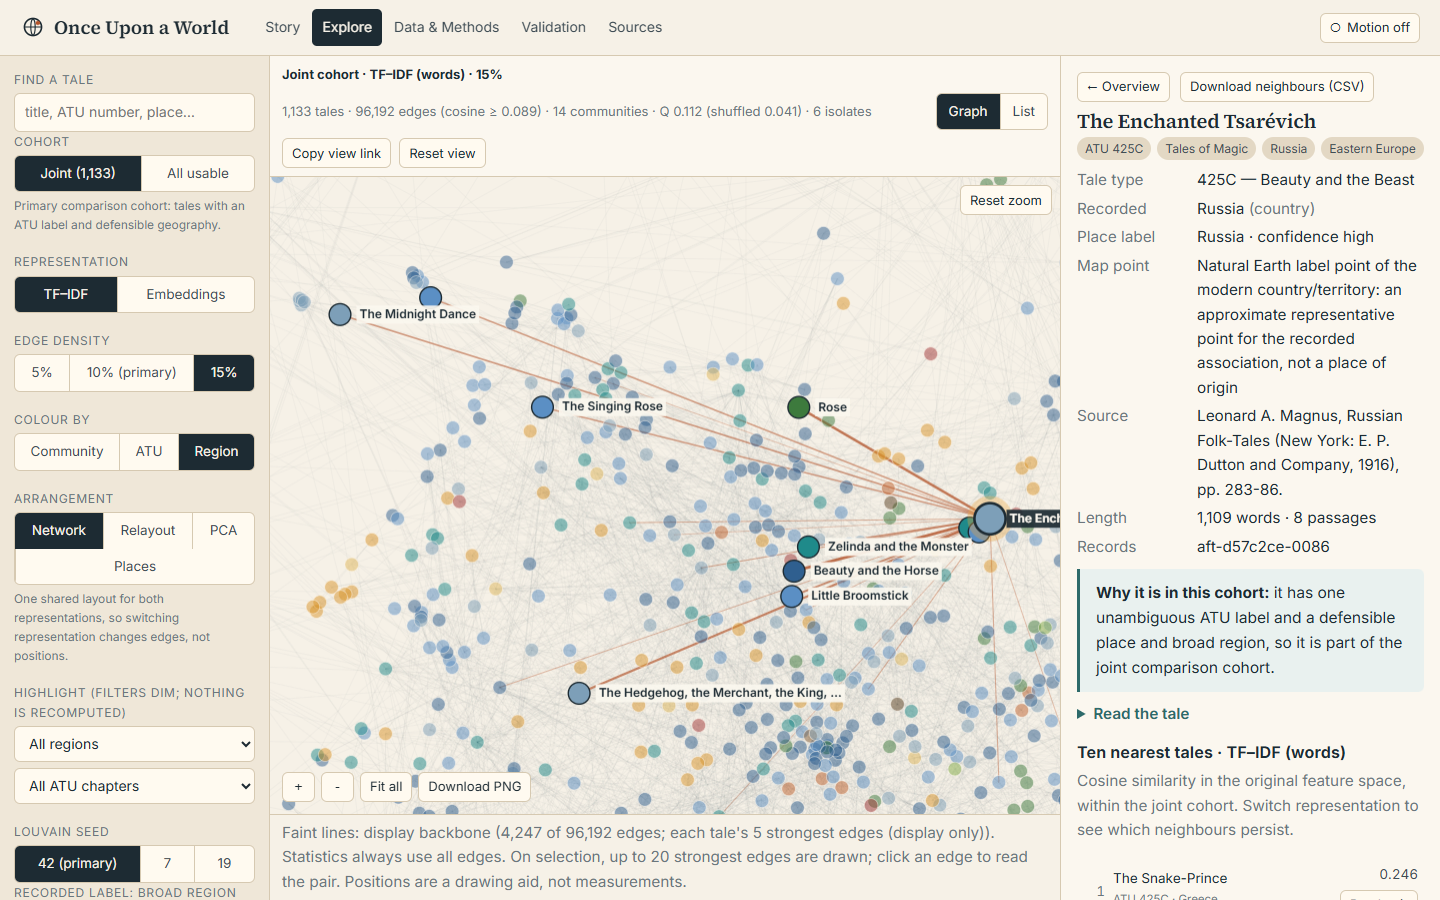 Once Upon a World
Story
Explore
Data & Methods
Validation
Sources
Motion off
FIND A TALE
title, ATU number, place...
COHORT
Joint (1,133)
All usable
Primary comparison cohort: tales with an
ATU label and defensible geography.
REPRESENTATION
TF–IDF
Embeddings
EDGE DENSITY
5%
10% (primary)
15%
COLOUR BY
Community
ATU
Region
ARRANGEMENT
Network
Relayout
PCA
Places
One shared layout for both
representations, so switching
representation changes edges, not
positions.
HIGHLIGHT (FILTERS DIM; NOTHING
IS RECOMPUTED)
All regions
All ATU chapters
LOUVAIN SEED
42 (primary)
7
19
RECORDED LABEL: BROAD REGION
Joint cohort · TF–IDF (words) · 15%
1,133 tales · 96,192 edges (cosine ≥ 0.089) · 14 communities · Q 0.112 (shuffled 0.041) · 6 isolates
Graph
List
Copy view link
Reset view
Reset zoom
The Midnight Dance
The Singing Rose
Rose
The Ench
Zelinda and the Monster
Beauty and the Horse
Little Broomstick
The Hedgehog, the Merchant, the King, ...
+
-
Fit all
Download PNG
Faint lines: display backbone (4,247 of 96,192 edges; each tale's 5 strongest edges (display only)).
Statistics always use all edges. On selection, up to 20 strongest edges are drawn; click an edge to read
the pair. Positions are a drawing aid, not measurements.
← Overview
Download neighbours (CSV)
The Enchanted Tsarévich
ATU 425C
Tales of Magic
Russia
Eastern Europe
Tale type
425C — Beauty and the Beast
Recorded
Russia (country)
Place label
Russia · confidence high
Map point
Natural Earth label point of the
modern country/territory: an
approximate representative
point for the recorded
association, not a place of
origin
Source
Leonard A. Magnus, Russian
Folk-Tales (New York: E. P.
Dutton and Company, 1916),
pp. 283-86.
Length
1,109 words · 8 passages
Records
aft-d57c2ce-0086
Why it is in this cohort: it has one
unambiguous ATU label and a defensible
place and broad region, so it is part of the
joint comparison cohort.
Read the tale
Ten nearest tales · TF–IDF (words)
Cosine similarity in the original feature space,
within the joint cohort. Switch representation to
see which neighbours persist.
1
The Snake-Prince
0.246
ATU 425C · Greece